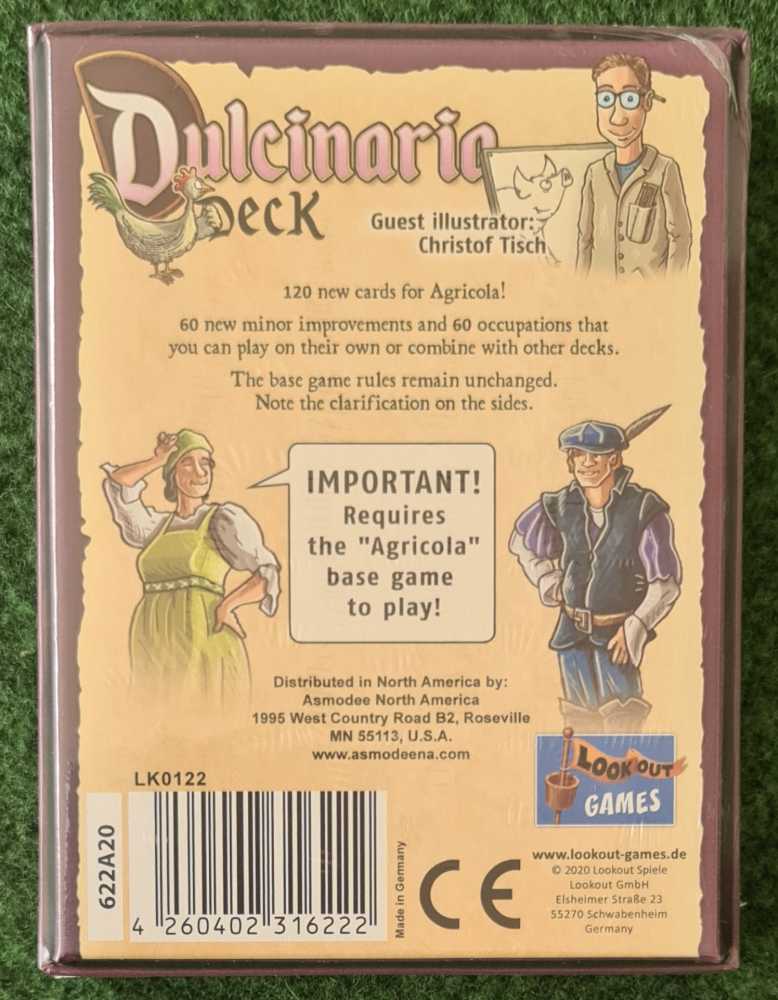 Dulcinaria
Deck
Guest illustrator:
Christof Tisch
120 new cards for Agricola!
60 new minor improvements and 60 occupations that
you can play on their own or combine with other decks.
The base game rules remain unchanged.
Note the clarification on the sides.
IMPORTANT!
Requires
the "Agricola"
base game
to play!
Distributed in North America by:
Asmodee North America
1995 West Country Road B2, Roseville
MN 55113, U.S.A.
www.asmodeena.com
LOOKOUT
GAMES
LK0122
622A20
4 260402 316222
Made in Germany
CE
www.lookout-games.de
© 2020 Lookout Spiele
Lookout GmbH
Elsheimer Straße 23
55270 Schwabenheim
Germany